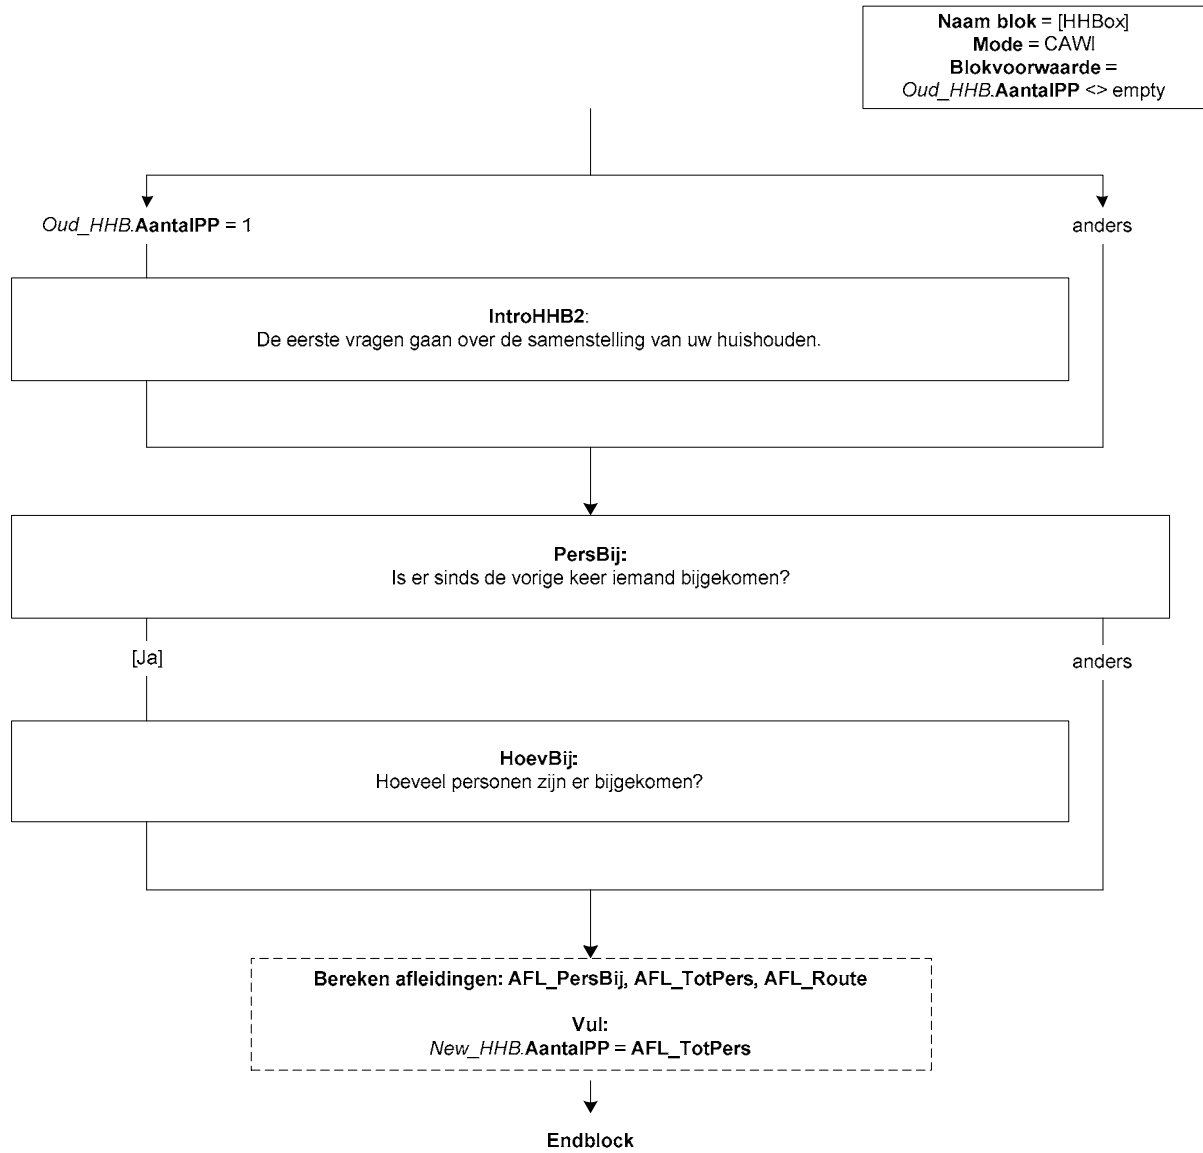 Naam blok = [HHBox]
Mode = CAWI
Blokvoorwaarde =
Oud_HHB.AantalPP <> empty
Oud_HHB.AantalPP = 1
anders
IntroHHB2:
De eerste vragen gaan over de samenstelling van uw huishouden.
PersBij:
Is er sinds de vorige keer iemand bijgekomen?
[Ja]
anders
HoevBij:
Hoeveel personen zijn er bijgekomen?
Bereken afleidingen: AFL_PersBij, AFL_TotPers, AFL_Route
Vul:
New_HHB.AantalPP = AFL_TotPers
Endblock